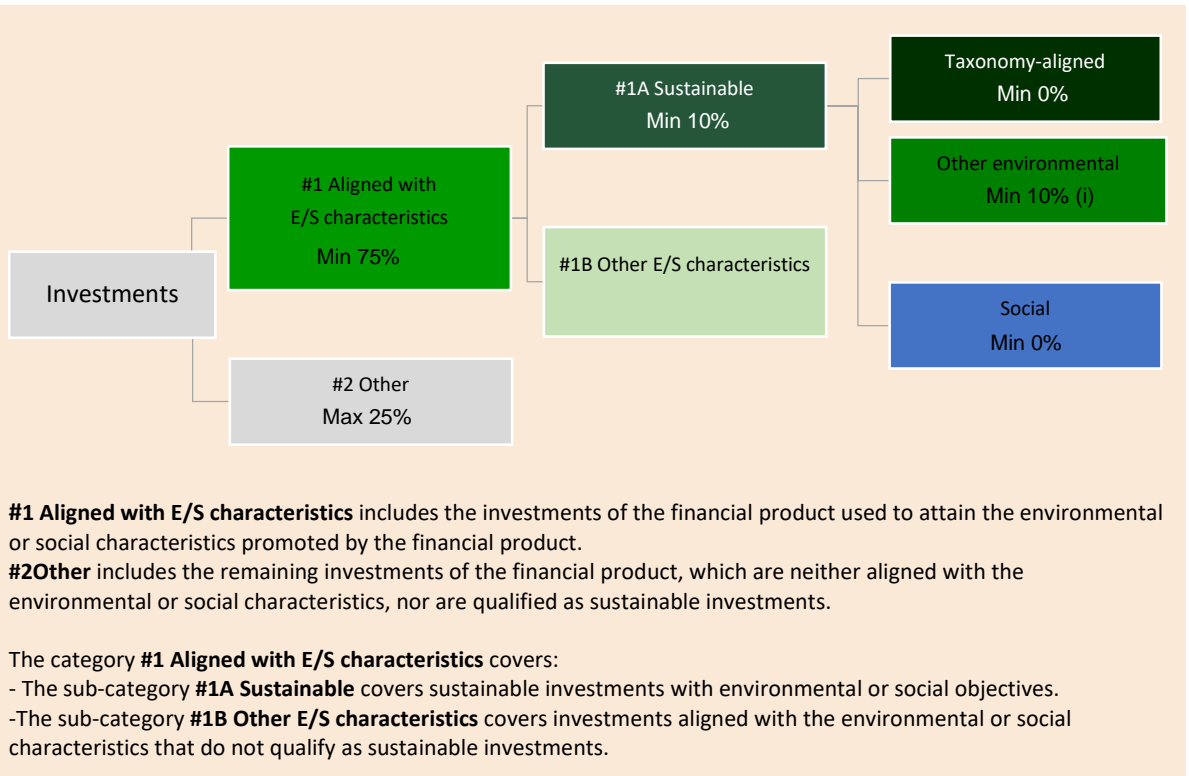 Taxonomy-aligned
Min 0%
#1A Sustainable
Min 10%
Other environmental
Min 10% (i)
#1 Aligned with
E/S characteristics
Min 75%
#1B Other E/S characteristics
Investments
Social
Min 0%
#2 Other
Max 25%
#1 Aligned with E/S characteristics includes the investments of the financial product used to attain the environmental
or social characteristics promoted by the financial product.
#2Other includes the remaining investments of the financial product, which are neither aligned with the
environmental or social characteristics, nor are qualified as sustainable investments.
The category #1 Aligned with E/S characteristics covers:
- The sub-category #1A Sustainable covers sustainable investments with environmental or social objectives.
-The sub-category #1B Other E/S characteristics covers investments aligned with the environmental or social
characteristics that do not qualify as sustainable investments.